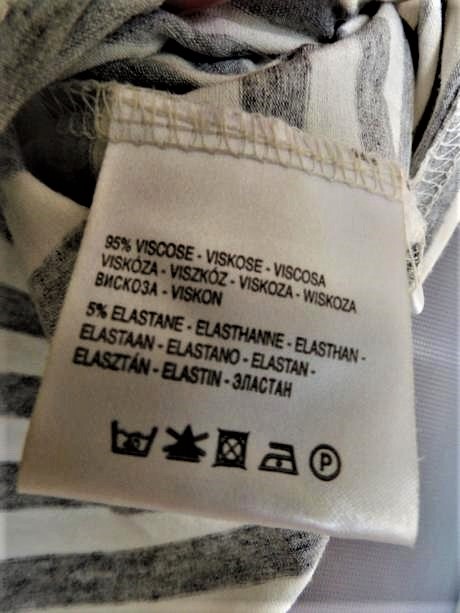 95% VISCOSE - VISKOSE - VISCOSA
VISKÓZA - VISZKÓZ - VISKOZA - WISKOZA
ВИСКОЗА - VISKON
5% ELASTANE - ELASTHANNE - ELASTHAN -
ELASTAAN - ELASTANO - ELASTAN -
ELASZTÁN - ELASTIN - ЭЛАСТАН
P